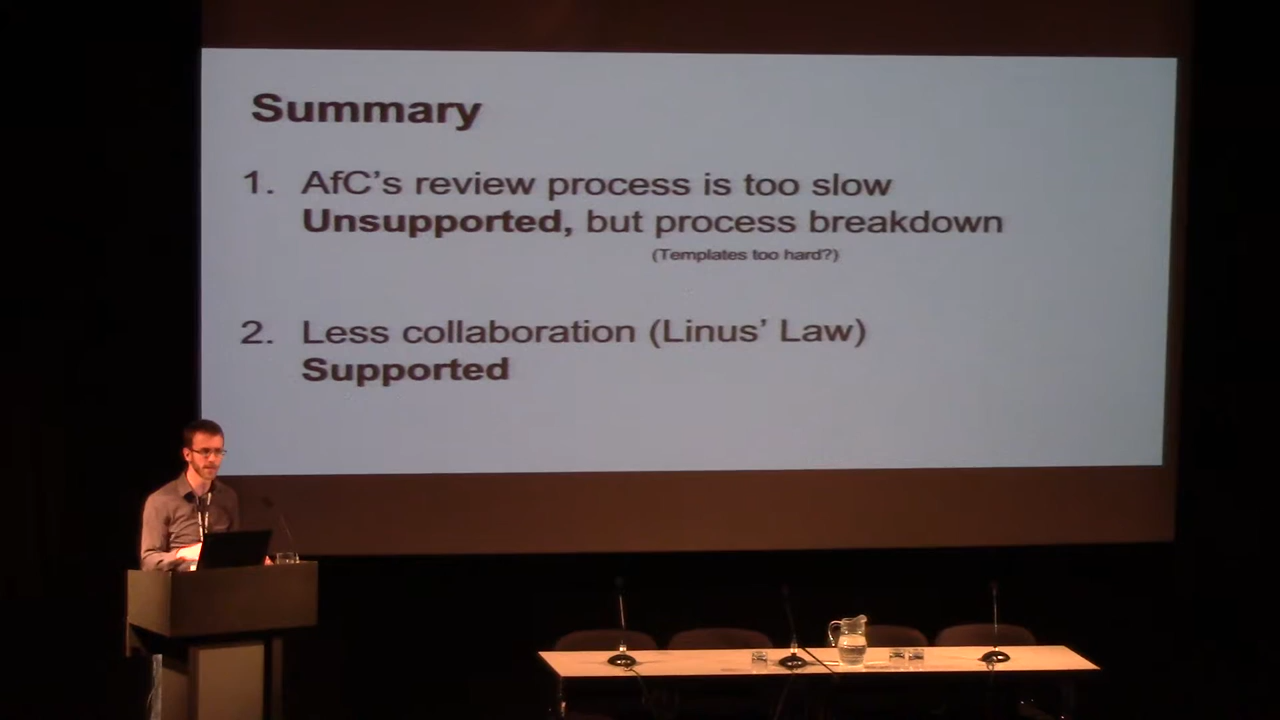 Summary
1. AfC's review process is too slow
Unsupported, but process breakdown
(Templates too hard?)
2. Less collaboration (Linus' Law)
Supported